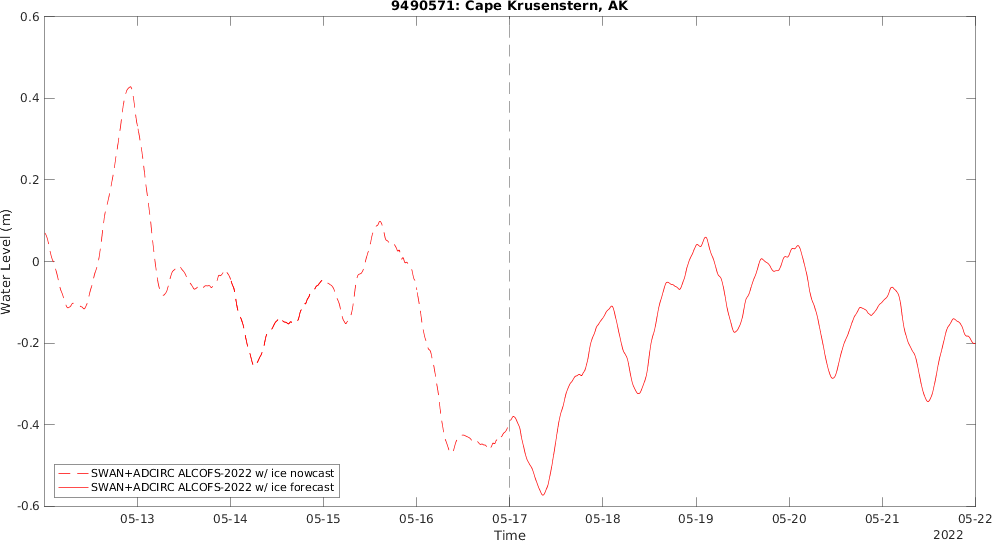 9490571: Cape Krusenstern, AK
0.6
0.4
0.2
0
-0.2
-0.4
-0.6
Water Level (m)
SWAN+ADCIRC ALCOFS-2022 w/ ice nowcast
SWAN+ADCIRC ALCOFS-2022 w/ ice forecast
05-13 05-14 05-15 05-16 05-17 05-18 05-19 05-20 05-21 05-22
Time
2022